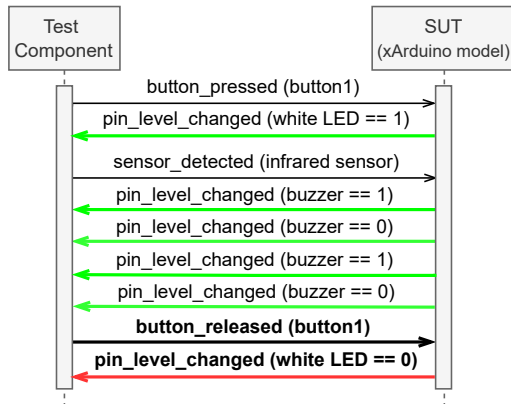 Test
Component
SUT
(xArduino model)
button_pressed (button1)
pin_level_changed (white LED == 1)
sensor_detected (infrared sensor)
pin_level_changed (buzzer == 1)
pin_level_changed (buzzer == 0)
pin_level_changed (buzzer == 1)
pin_level_changed (buzzer == 0)
button_released (button1)
pin_level_changed (white LED == 0)